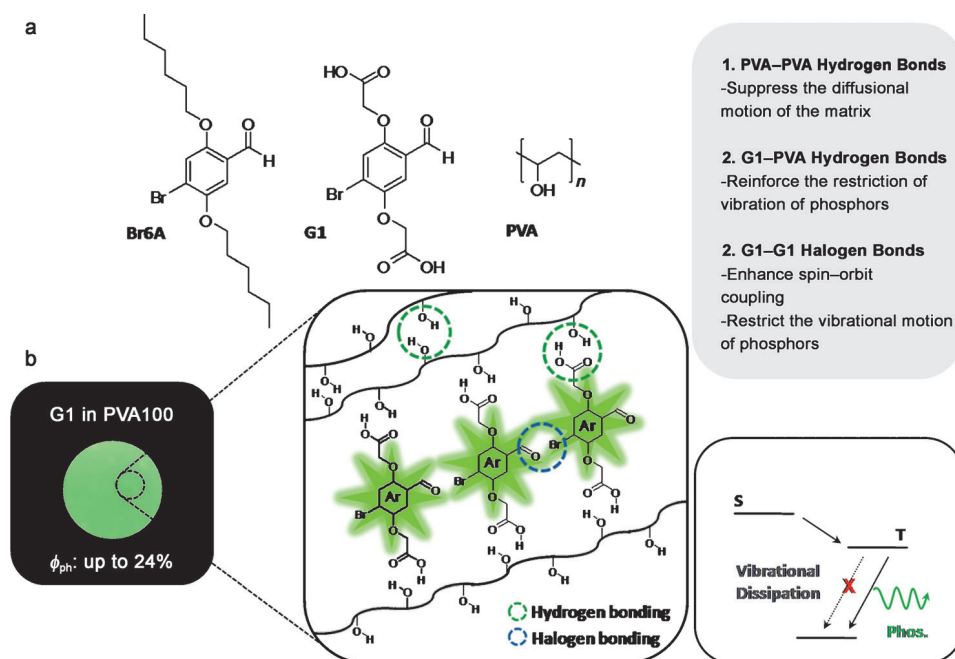 a
HO
O
O
O
H
Br
O
Br6A
O
O
H
Br
O
O
OH
G1
OH
n
PVA
1. PVA–PVA Hydrogen Bonds
-Suppress the diffusional
motion of the matrix
2. G1–PVA Hydrogen Bonds
-Reinforce the restriction of
vibration of phosphors
2. G1–G1 Halogen Bonds
-Enhance spin–orbit
coupling
-Restrict the vibrational motion
of phosphors
b
G1 in PVA100
ϕph: up to 24%
Ar
Br
Ar
Br
Ar
Br
Hydrogen bonding
Halogen bonding
S
T
Vibrational
Dissipation
X
Phos.